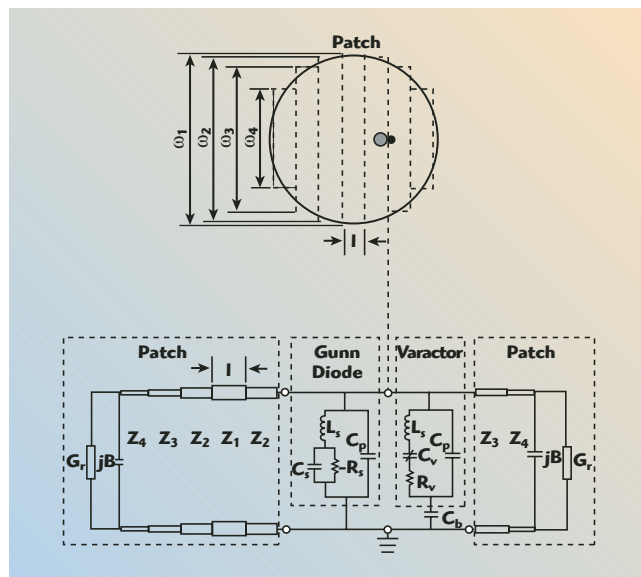 Patch
ω1
ω2
ω3
ω4
l
Patch
l
Gunn
Diode
Varactor
Patch
Gr
jB
Z4
Z3
Z2
Z1
Z2
Ls
Cs
–Rs
Cp
Ls
Cv
Rv
Cp
Cb
Z3
Z4
jB
Gr